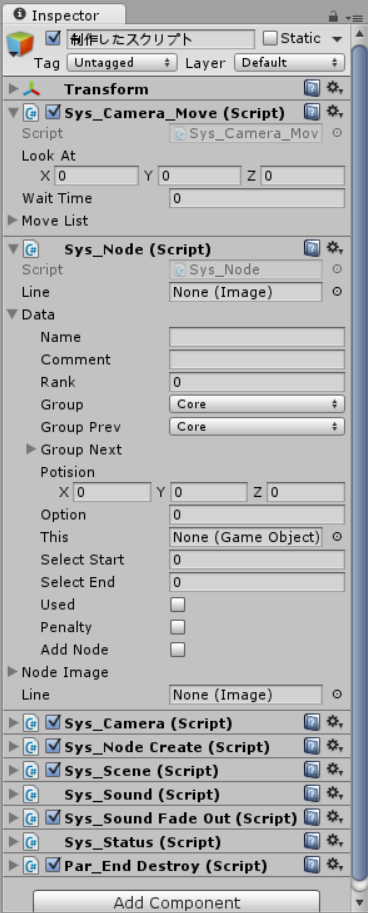 Inspector
制作したスクリプト Static
Tag Untagged Layer Default
Transform
Sys_Camera_Move (Script)
Script Sys_Camera_Mov
Look At
X 0 Y 0 Z 0
Wait Time 0
Move List
Sys_Node (Script)
Script Sys_Node
Line None (Image)
Data
Name
Comment
Rank 0
Group Core
Group Prev Core
Group Next
Potision
X 0 Y 0 Z 0
Option 0
This None (Game Object)
Select Start 0
Select End 0
Used
Penalty
Add Node
Node Image
Line None (Image)
Sys_Camera (Script)
Sys_Node Create (Script)
Sys_Scene (Script)
Sys_Sound (Script)
Sys_Sound Fade Out (Script)
Sys_Status (Script)
Par_End Destroy (Script)
Add Component